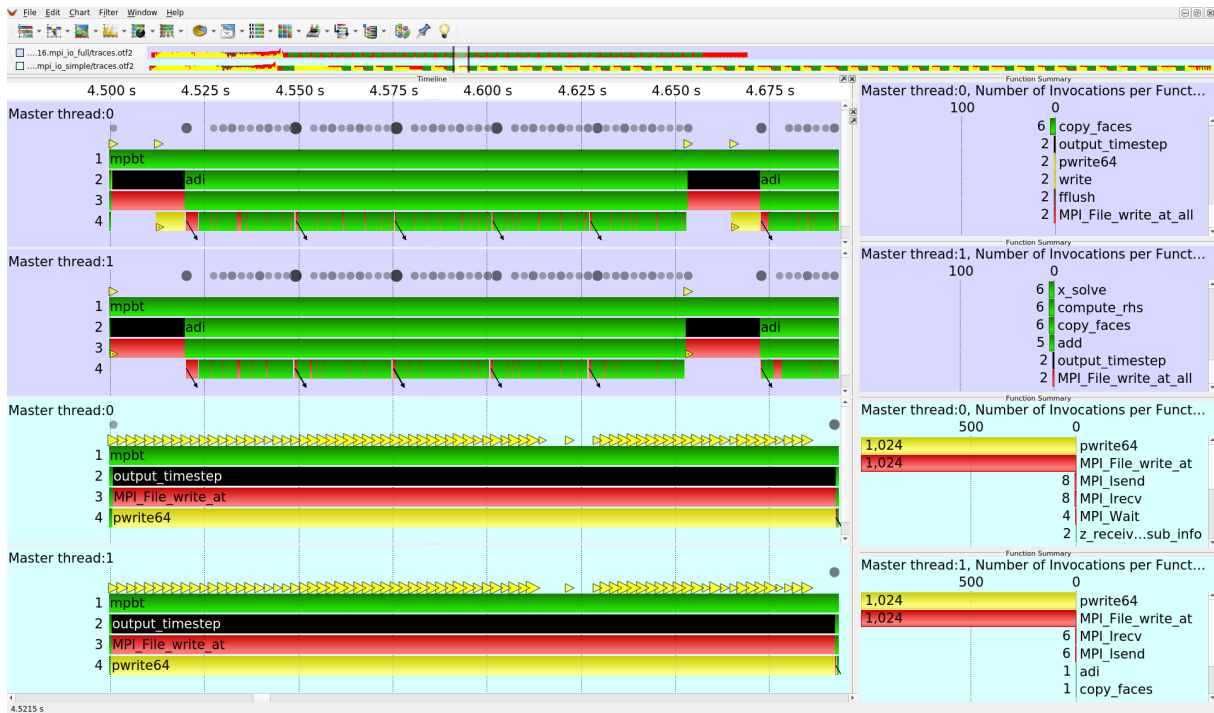 File Edit Chart Filter Window Help
....16.mpi_io_full/traces.otf2
....mpi_io_simple/traces.otf2
Timeline
4.500 s 4.525 s 4.550 s 4.575 s 4.600 s 4.625 s 4.650 s 4.675 s
Master thread:0
1 mpbt
2 adi adi
3
4
Master thread:1
1 mpbt
2 adi adi
3
4
Master thread:0
1 mpbt
2 output_timestep
3 MPI_File_write_at
4 pwrite64
Master thread:1
1 mpbt
2 output_timestep
3 MPI_File_write_at
4 pwrite64
Function Summary
Master thread:0, Number of Invocations per Funct...
100 0
6 copy_faces
2 output_timestep
2 pwrite64
2 write
2 fflush
2 MPI_File_write_at_all
Function Summary
Master thread:1, Number of Invocations per Funct...
100 0
6 x_solve
6 compute_rhs
6 copy_faces
5 add
2 output_timestep
2 MPI_File_write_at_all
Function Summary
Master thread:0, Number of Invocations per Funct...
500 0
1,024 pwrite64
1,024 MPI_File_write_at
8 MPI_Isend
8 MPI_Irecv
4 MPI_Wait
2 z_receiv...sub_info
Function Summary
Master thread:1, Number of Invocations per Funct...
500 0
1,024 pwrite64
1,024 MPI_File_write_at
6 MPI_Irecv
6 MPI_Isend
1 adi
1 copy_faces
4.5215 s